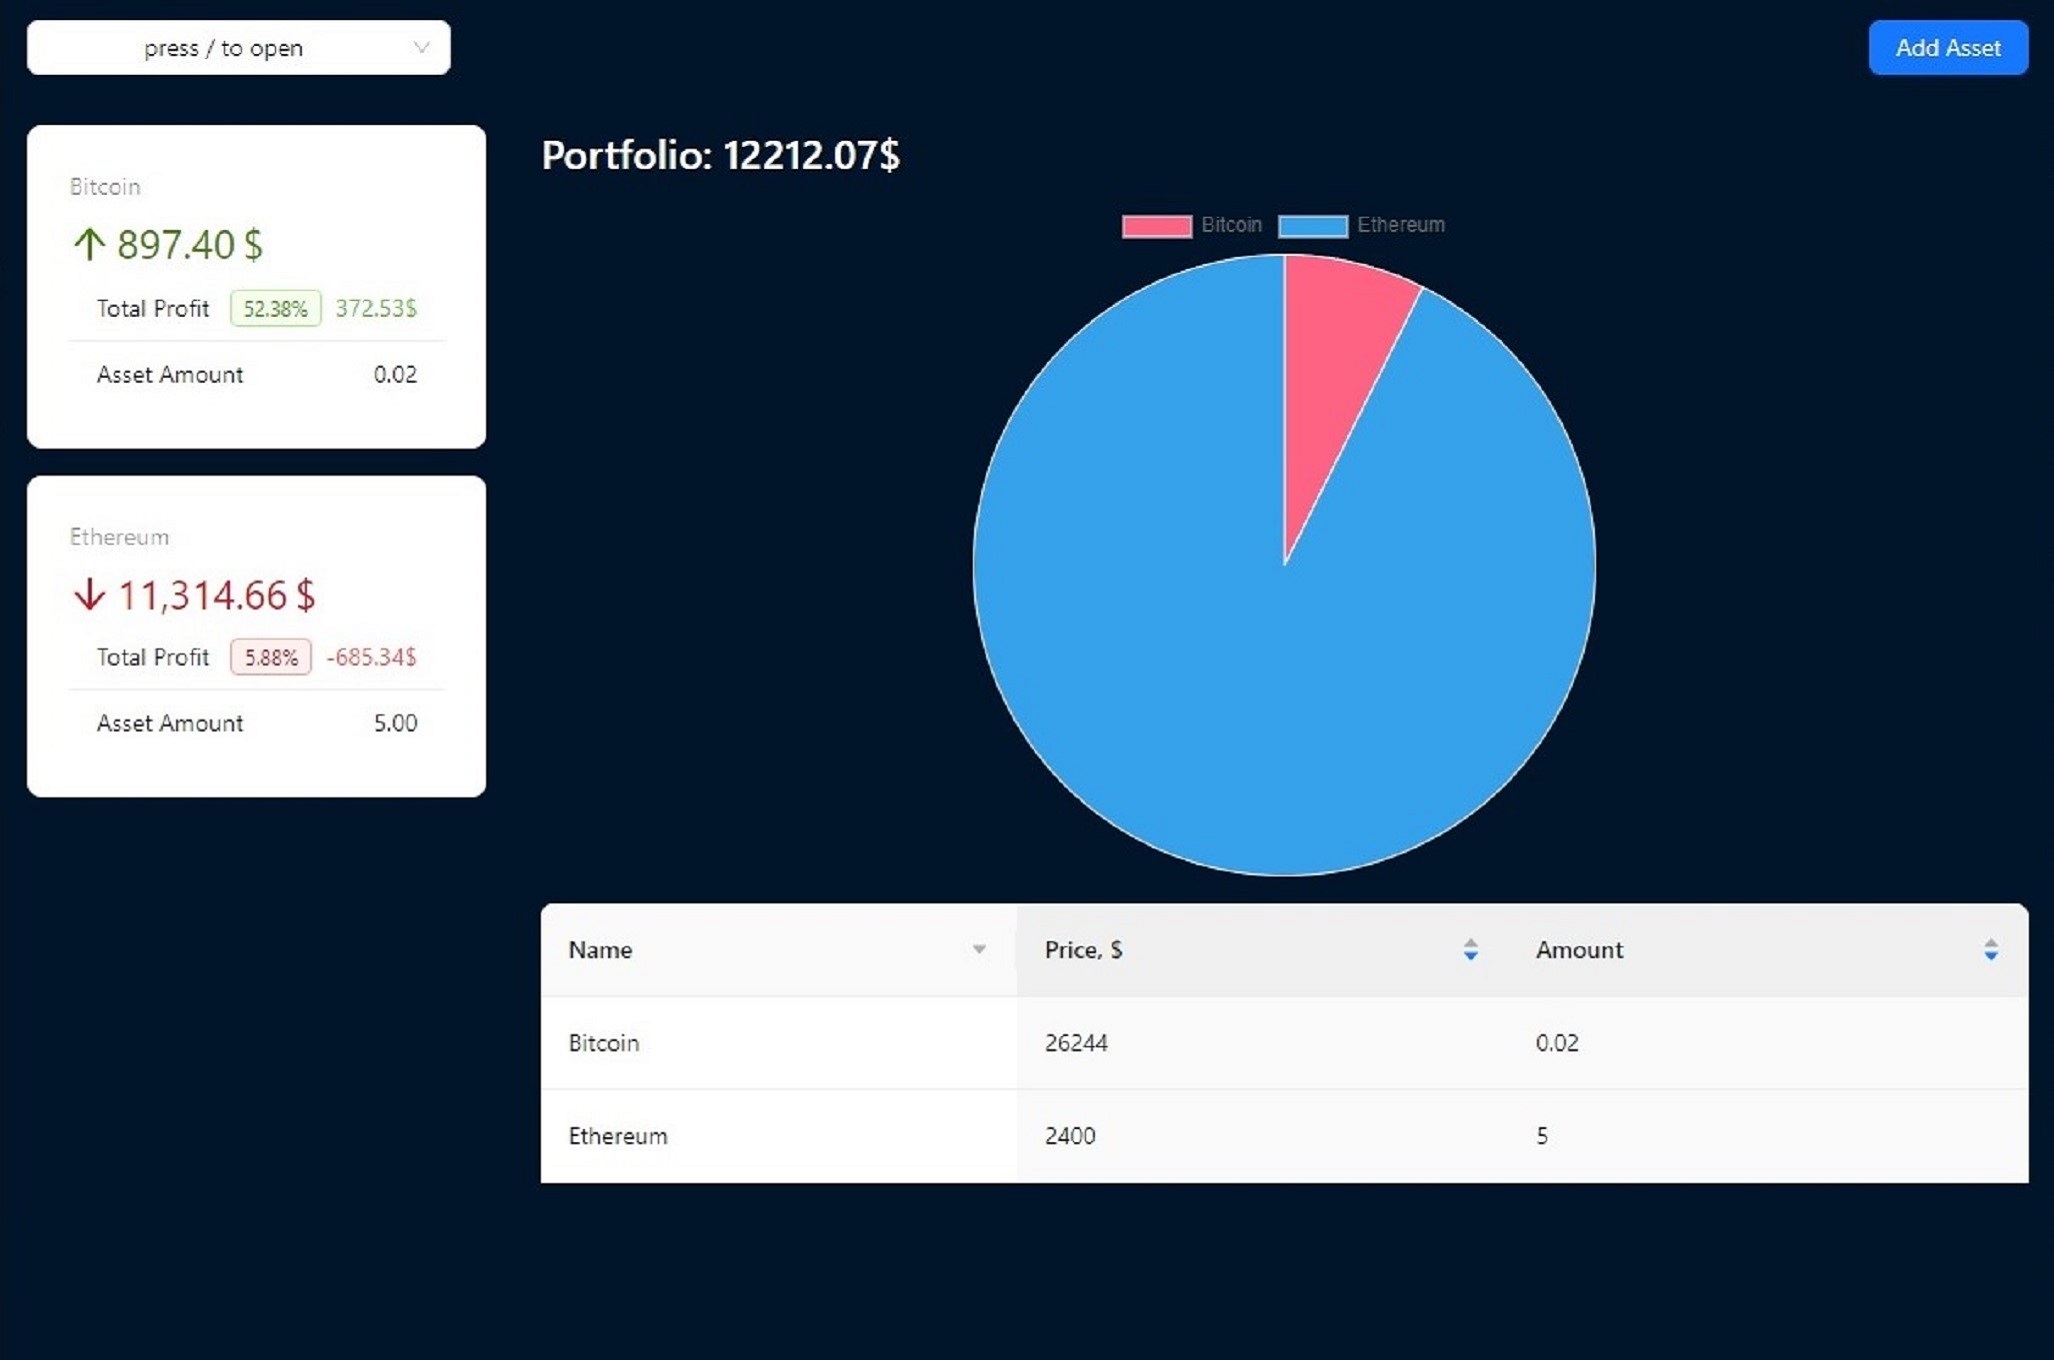 press / to open
Add Asset
Bitcoin
897.40 $
Total Profit 52.38% 372.53$
Asset Amount 0.02
Ethereum
11,314.66 $
Total Profit 5.88% -685.34$
Asset Amount 5.00
Portfolio: 12212.07$
Bitcoin Ethereum
Name Price, $ Amount
Bitcoin 26244 0.02
Ethereum 2400 5